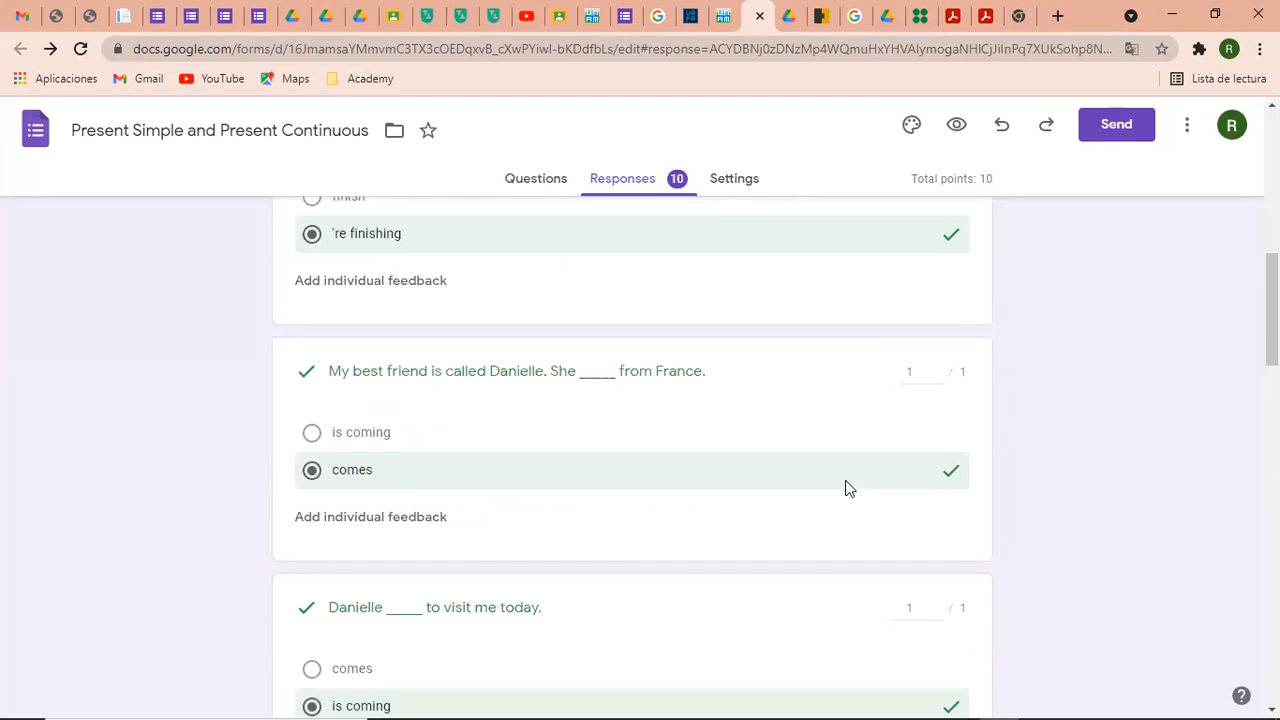 docs.google.com/forms/d/16JmamsaYMmvmC3TX3cOEDqxvB_cXwPYiwI-bKDdfbLs/edit#response=ACYDBNj0zDNzMp4WQmuHxYHVAlymogaNHlCjJiInPq7XUkSohp8N...
Aplicaciones
Gmail
YouTube
Maps
Academy
Lista de lectura
Present Simple and Present Continuous
Send
R
Questions
Responses 10
Settings
Total points: 10
finish
're finishing
Add individual feedback
My best friend is called Danielle. She _____ from France.
1 / 1
is coming
comes
Add individual feedback
Danielle _____ to visit me today.
1 / 1
comes
is coming